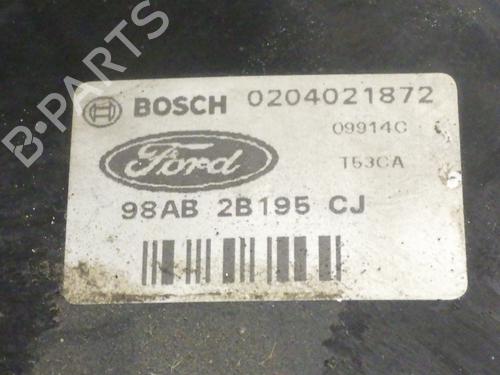 B-PARTS
BOSCH 0204021872
09914C
Ford
T53CA
98AB 2B195 CJ